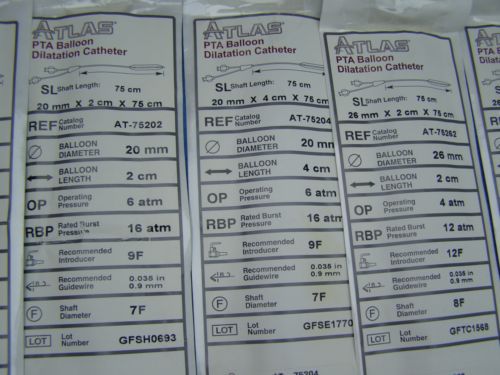 ATLAS®
PTA Balloon
Dilatation Catheter
SL Shaft Length: 75 cm
20 mm X 2 cm X 75 cm
REF Catalog Number AT-75202
BALLOON DIAMETER 20 mm
BALLOON LENGTH 2 cm
OP Operating Pressure 6 atm
RBP Rated Burst Pressure 16 atm
Recommended Introducer 9F
Recommended Guidewire 0.035 in 0.9 mm
F Shaft Diameter 7F
LOT Lot Number GFSH0693
ATLAS®
PTA Balloon
Dilatation Catheter
SL Shaft Length: 75 cm
20 mm X 4 cm X 75 cm
REF Catalog Number AT-75204
BALLOON DIAMETER 20 mm
BALLOON LENGTH 4 cm
OP Operating Pressure 6 atm
RBP Rated Burst Pressure 16 atm
Recommended Introducer 9F
Recommended Guidewire 0.035 in 0.9 mm
F Shaft Diameter 7F
LOT Lot Number GFSE1770
AT-75204
ATLAS®
PTA Balloon
Dilatation Catheter
SL Shaft Length: 75 cm
26 mm X 2 cm X 75 cm
REF Catalog Number AT-75262
BALLOON DIAMETER 26 mm
BALLOON LENGTH 2 cm
OP Operating Pressure 4 atm
RBP Rated Burst Pressure 12 atm
Recommended Introducer 12F
Recommended Guidewire 0.035 in 0.9 mm
F Shaft Diameter 8F
LOT Lot Number GFTC1568